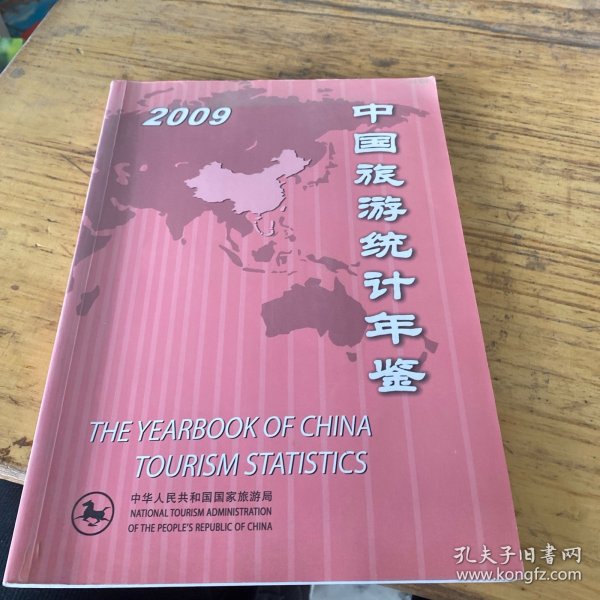 2009
中国旅游统计年鉴
THE YEARBOOK OF CHINA
TOURISM STATISTICS
中华人民共和国国家旅游局
NATIONAL TOURISM ADMINISTRATION
OF THE PEOPLE'S REPUBLIC OF CHINA
孔夫子旧书网
www.kongfz.com